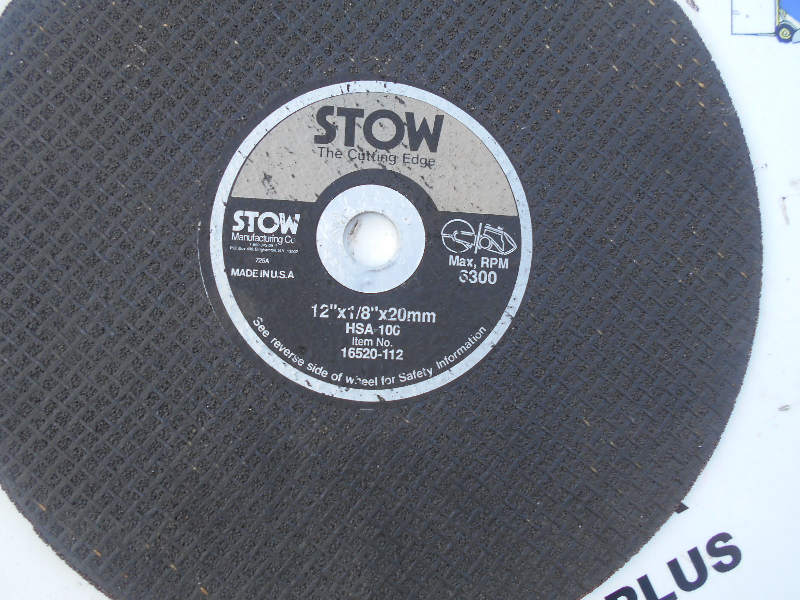 STOW
The Cutting Edge
STOW
Manufacturing Co.
725A
MADE IN U.S.A
Max, RPM
6300
12"x1/8"x20mm
HSA 100
Item No.
16520-112
See reverse side of wheel for Safety Information
PLUS